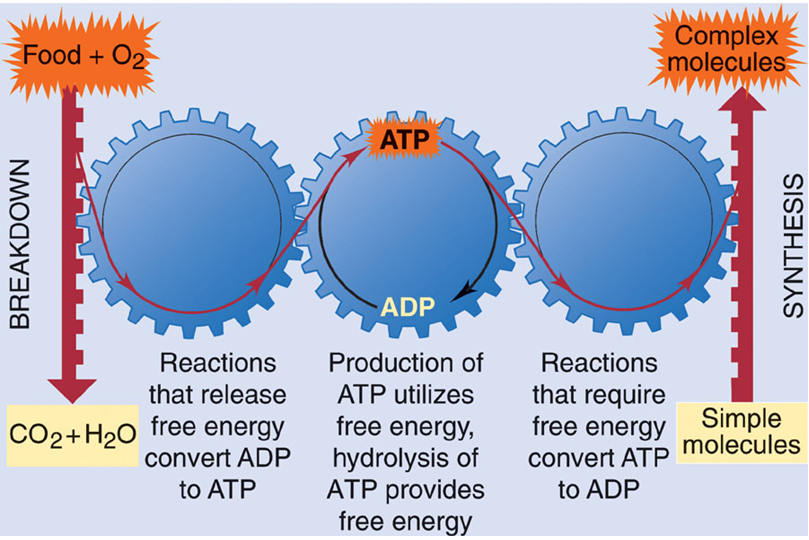 Food + O₂
Complex
molecules
ATP
BREAKDOWN
SYNTHESIS
ADP
CO₂+H₂O
Reactions
that release
free energy
convert ADP
to ATP
Production of
ATP utilizes
free energy,
hydrolysis of
ATP provides
free energy
Reactions
that require
free energy
convert ATP
to ADP
Simple
molecules